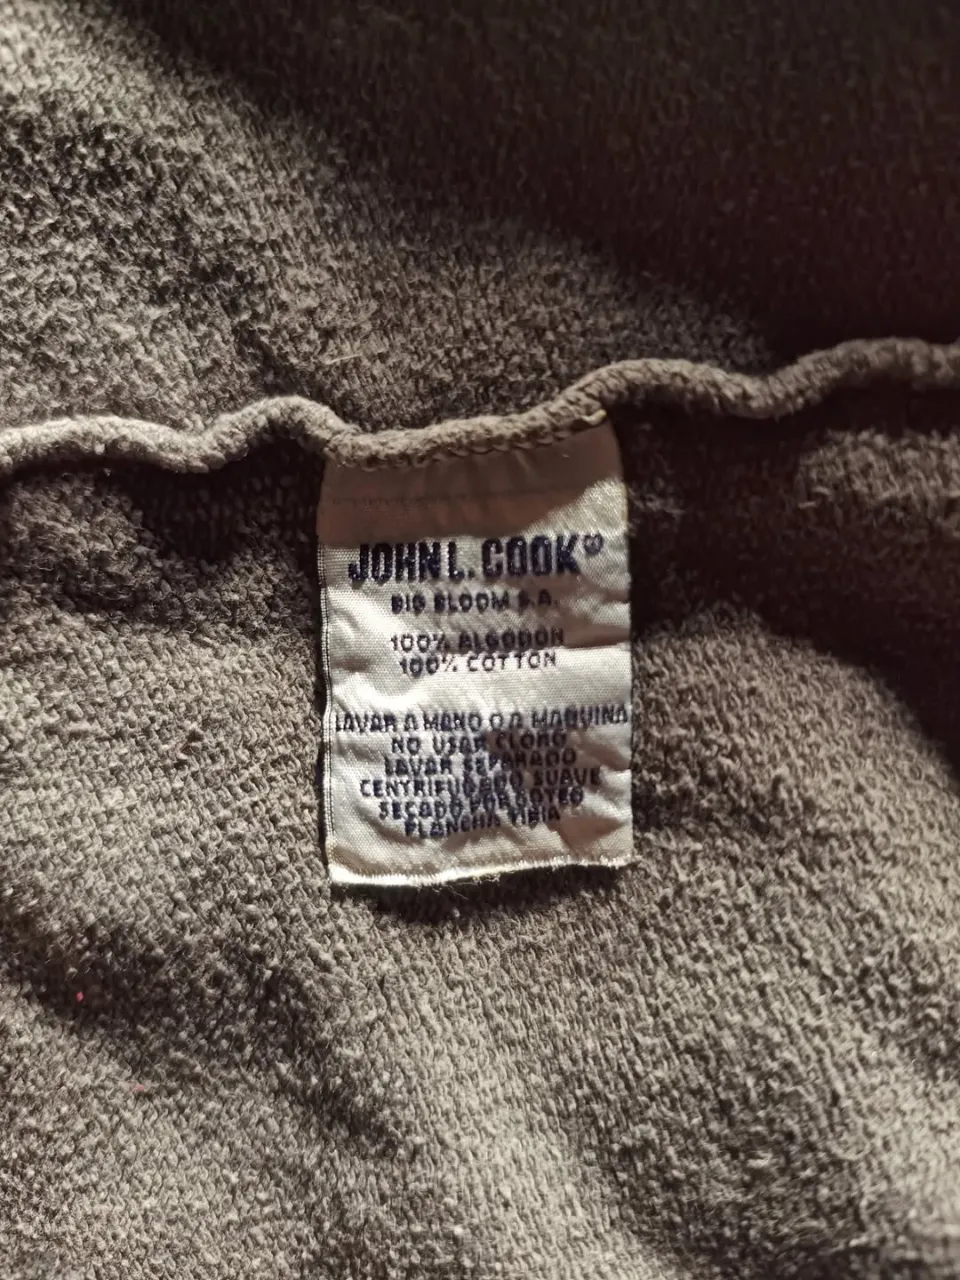 JOHN L. COOK®
BIG BLOOM S.A.
100% ALGODON
100% COTTON
LAVAR A MANO O A MAQUINA
NO USAR CLORO
LAVAR SEPARADO
CENTRIFUGADO SUAVE
SECADO POR GOTEO
PLANCHA TIBIA